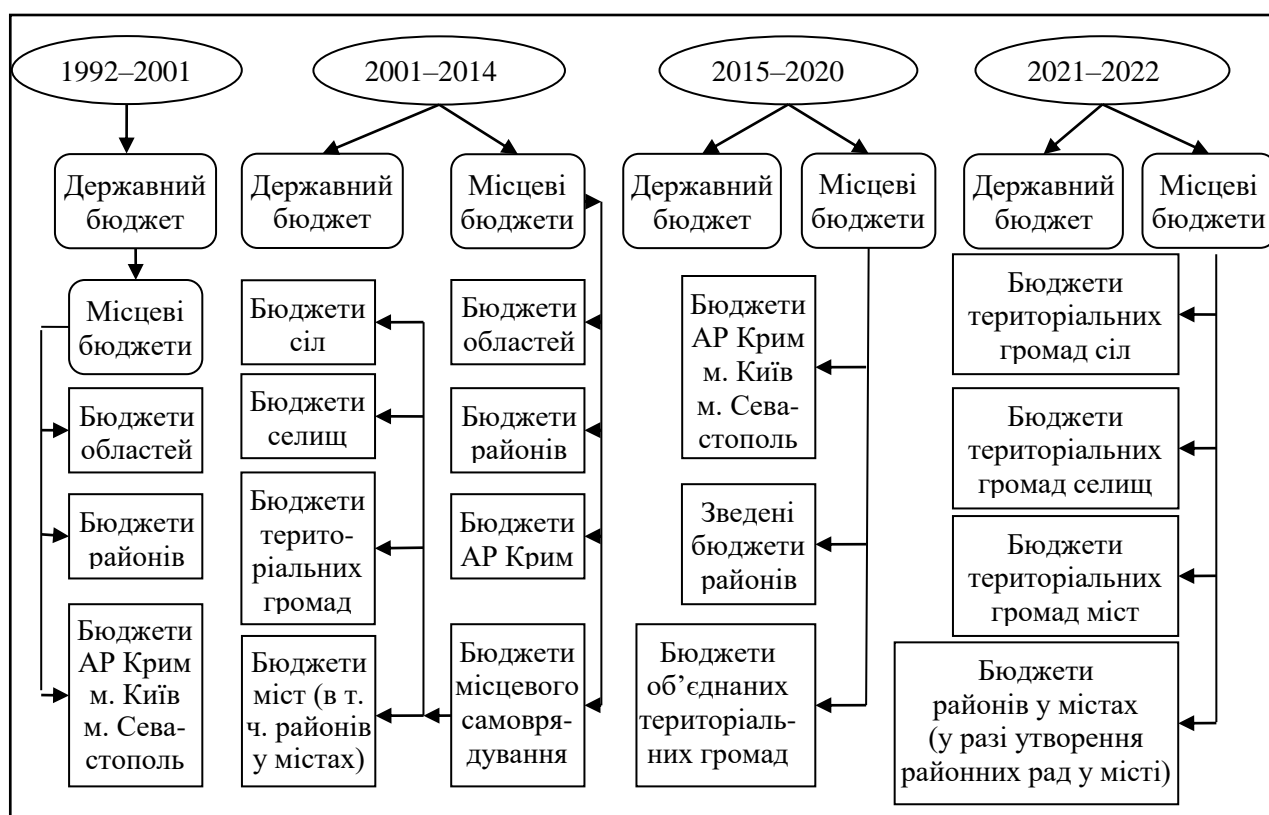 1992–2001
Державний
бюджет
Місцеві
бюджети
Бюджети
областей
Бюджети
районів
Бюджети
АР Крим
м. Київ
м. Сева-
стополь
2001–2014
Державний
бюджет
Місцеві
бюджети
Бюджети
сіл
Бюджети
селищ
Бюджети
терито-
ріальних
громад
Бюджети
міст (в т.
ч. районів
у містах)
Бюджети
областей
Бюджети
районів
Бюджети
АР Крим
Бюджети
місцевого
самовря-
дування
2015–2020
Державний
бюджет
Місцеві
бюджети
Бюджети
АР Крим
м. Київ
м. Сева-
стополь
Зведені
бюджети
районів
Бюджети
об’єднаних
територіаль-
них громад
2021–2022
Державний
бюджет
Місцеві
бюджети
Бюджети
територіальних
громад сіл
Бюджети
територіальних
громад селищ
Бюджети
територіальних
громад міст
Бюджети
районів у містах
(у разі утворення
районних рад у місті)